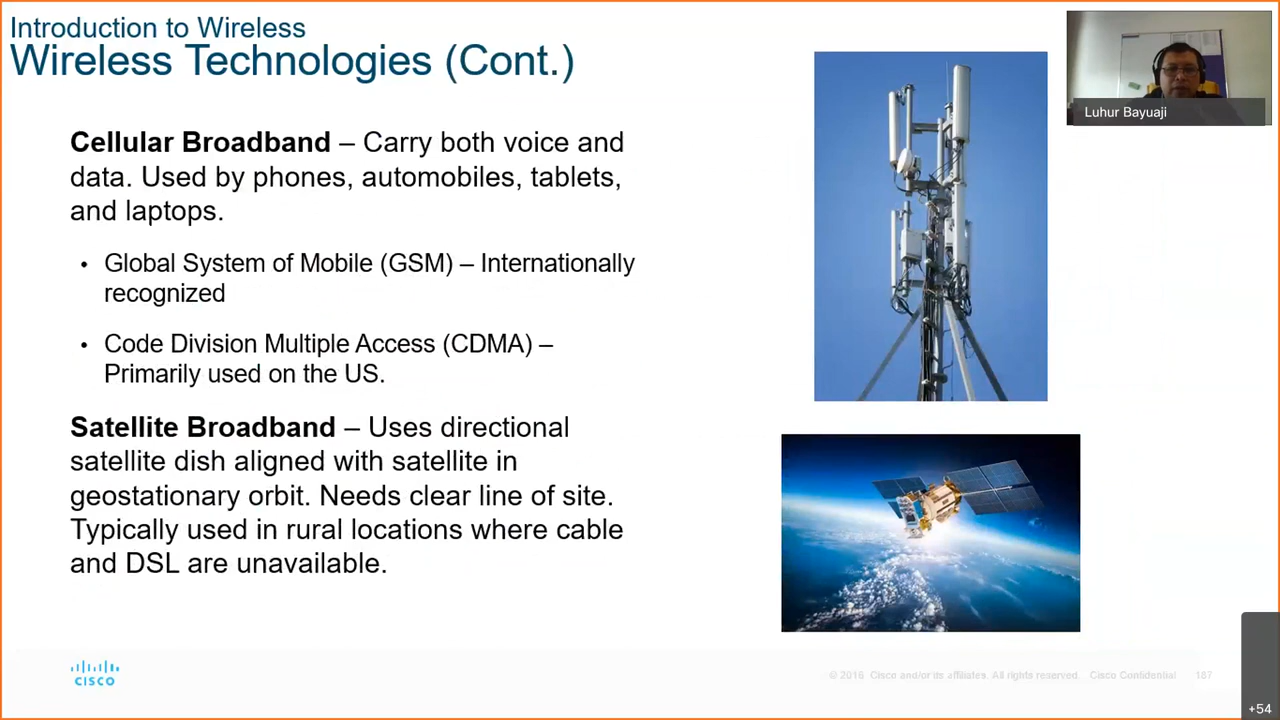 Introduction to Wireless
Wireless Technologies (Cont.)
Luhur Bayuaji
Cellular Broadband – Carry both voice and
data. Used by phones, automobiles, tablets,
and laptops.
• Global System of Mobile (GSM) – Internationally
recognized
• Code Division Multiple Access (CDMA) –
Primarily used on the US.
Satellite Broadband – Uses directional
satellite dish aligned with satellite in
geostationary orbit. Needs clear line of site.
Typically used in rural locations where cable
and DSL are unavailable.
CISCO
© 2016 Cisco and/or its affiliates. All rights reserved. Cisco Confidential 187
+54